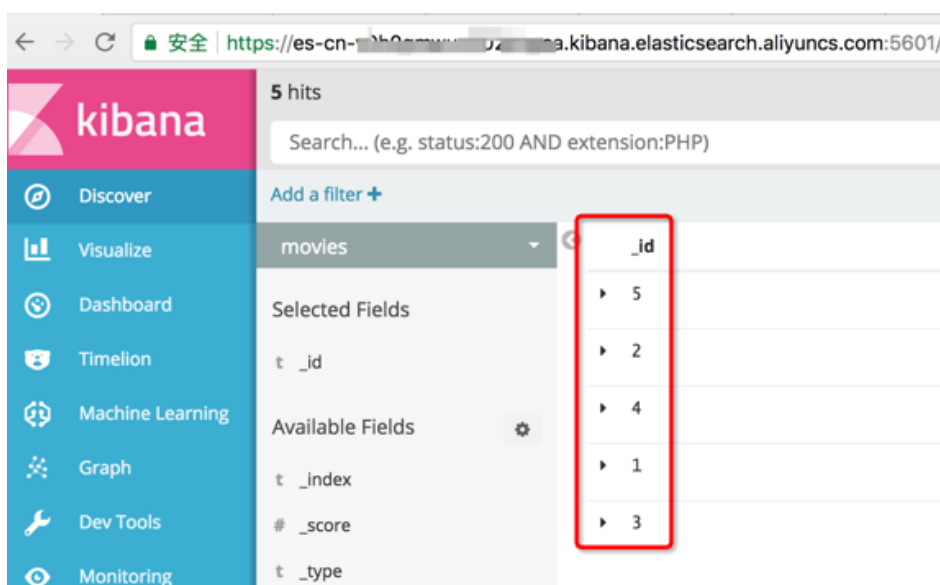 安全 https://es-cn-.kibana.elasticsearch.aliyuncs.com:5601/
kibana
5 hits
Search... (e.g. status:200 AND extension:PHP)
Add a filter +
Discover
Visualize
Dashboard
Timelion
Machine Learning
Graph
Dev Tools
Monitoring
movies
Selected Fields
t _id
Available Fields
t _index
# _score
t _type
_id
5
2
4
1
3